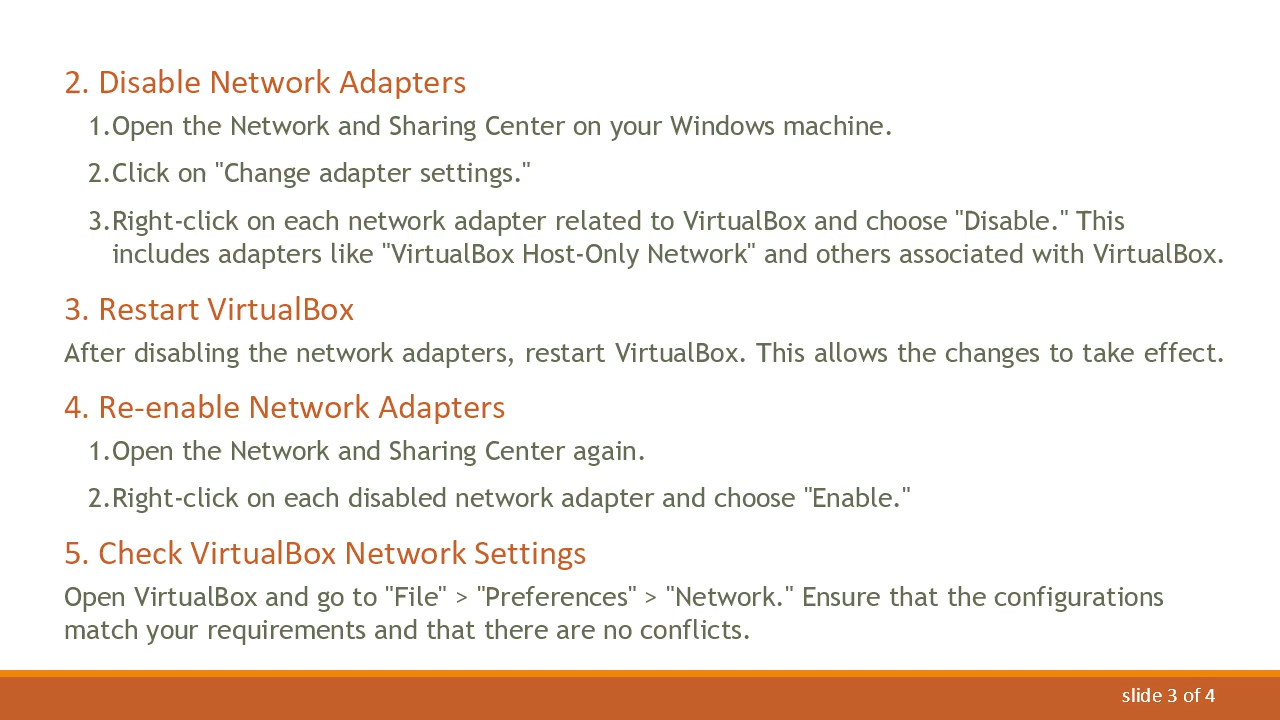 2. Disable Network Adapters
1.Open the Network and Sharing Center on your Windows machine.
2.Click on "Change adapter settings."
3.Right-click on each network adapter related to VirtualBox and choose "Disable." This
includes adapters like "VirtualBox Host-Only Network" and others associated with VirtualBox.
3. Restart VirtualBox
After disabling the network adapters, restart VirtualBox. This allows the changes to take effect.
4. Re-enable Network Adapters
1.Open the Network and Sharing Center again.
2.Right-click on each disabled network adapter and choose "Enable."
5. Check VirtualBox Network Settings
Open VirtualBox and go to "File" > "Preferences" > "Network." Ensure that the configurations
match your requirements and that there are no conflicts.
slide 3 of 4